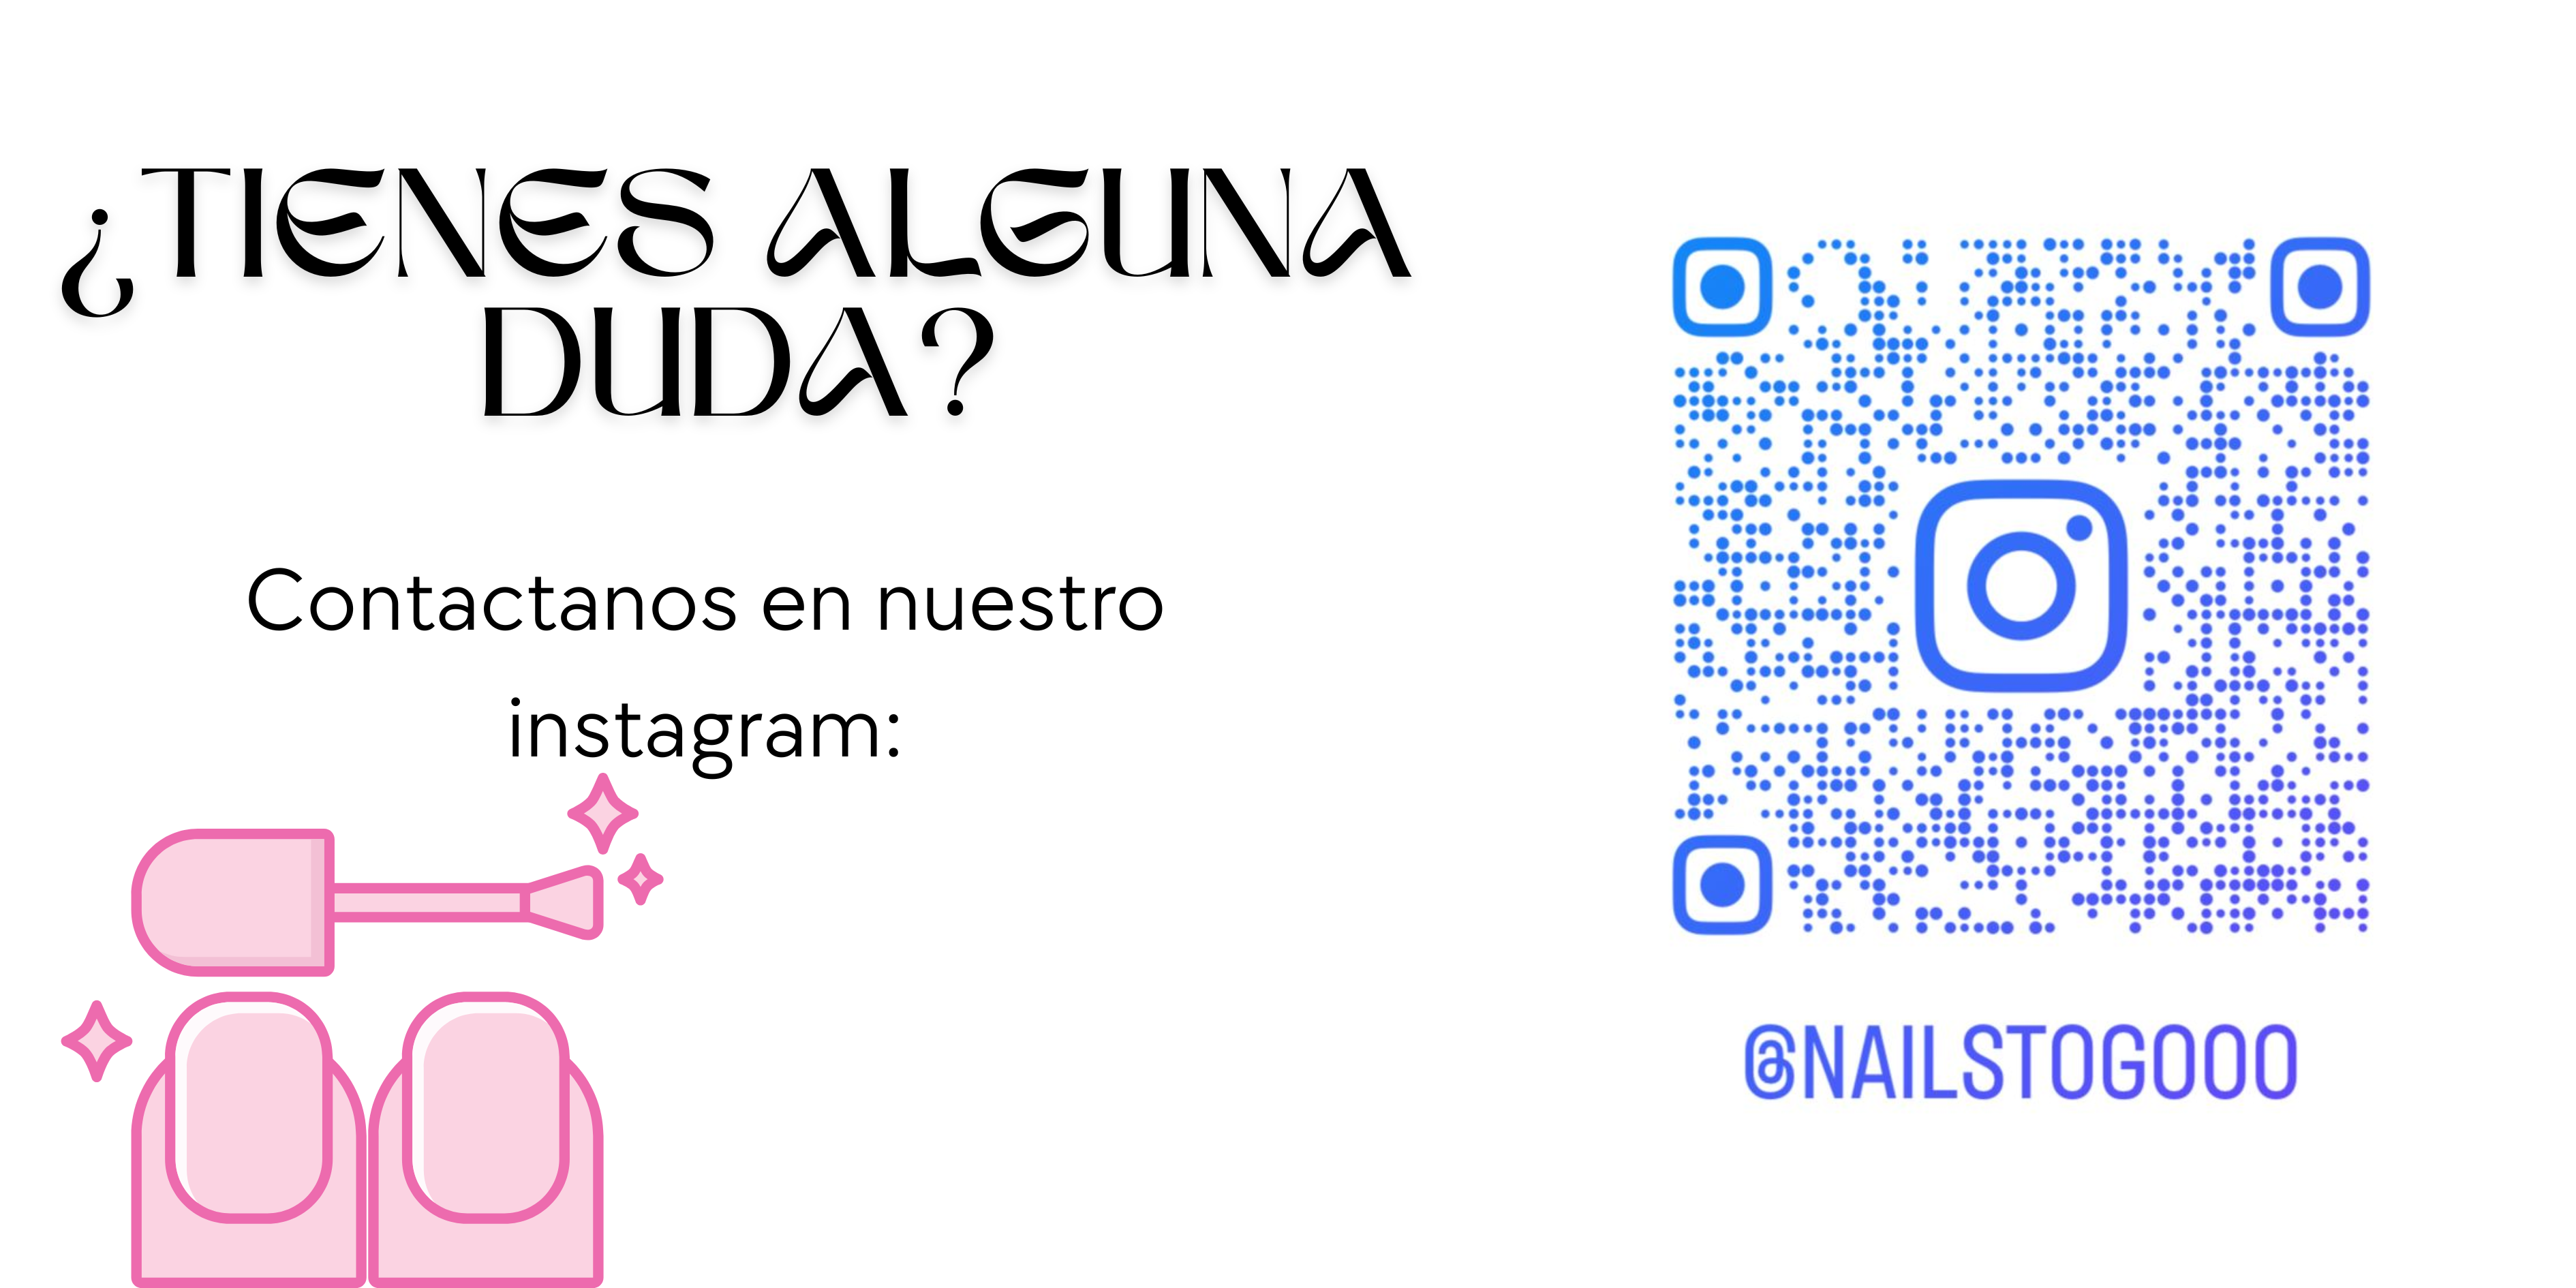 ¿TIENES ALGUNA
DUDA?
Contactanos en nuestro
instagram:
@NAILSTOGOOO